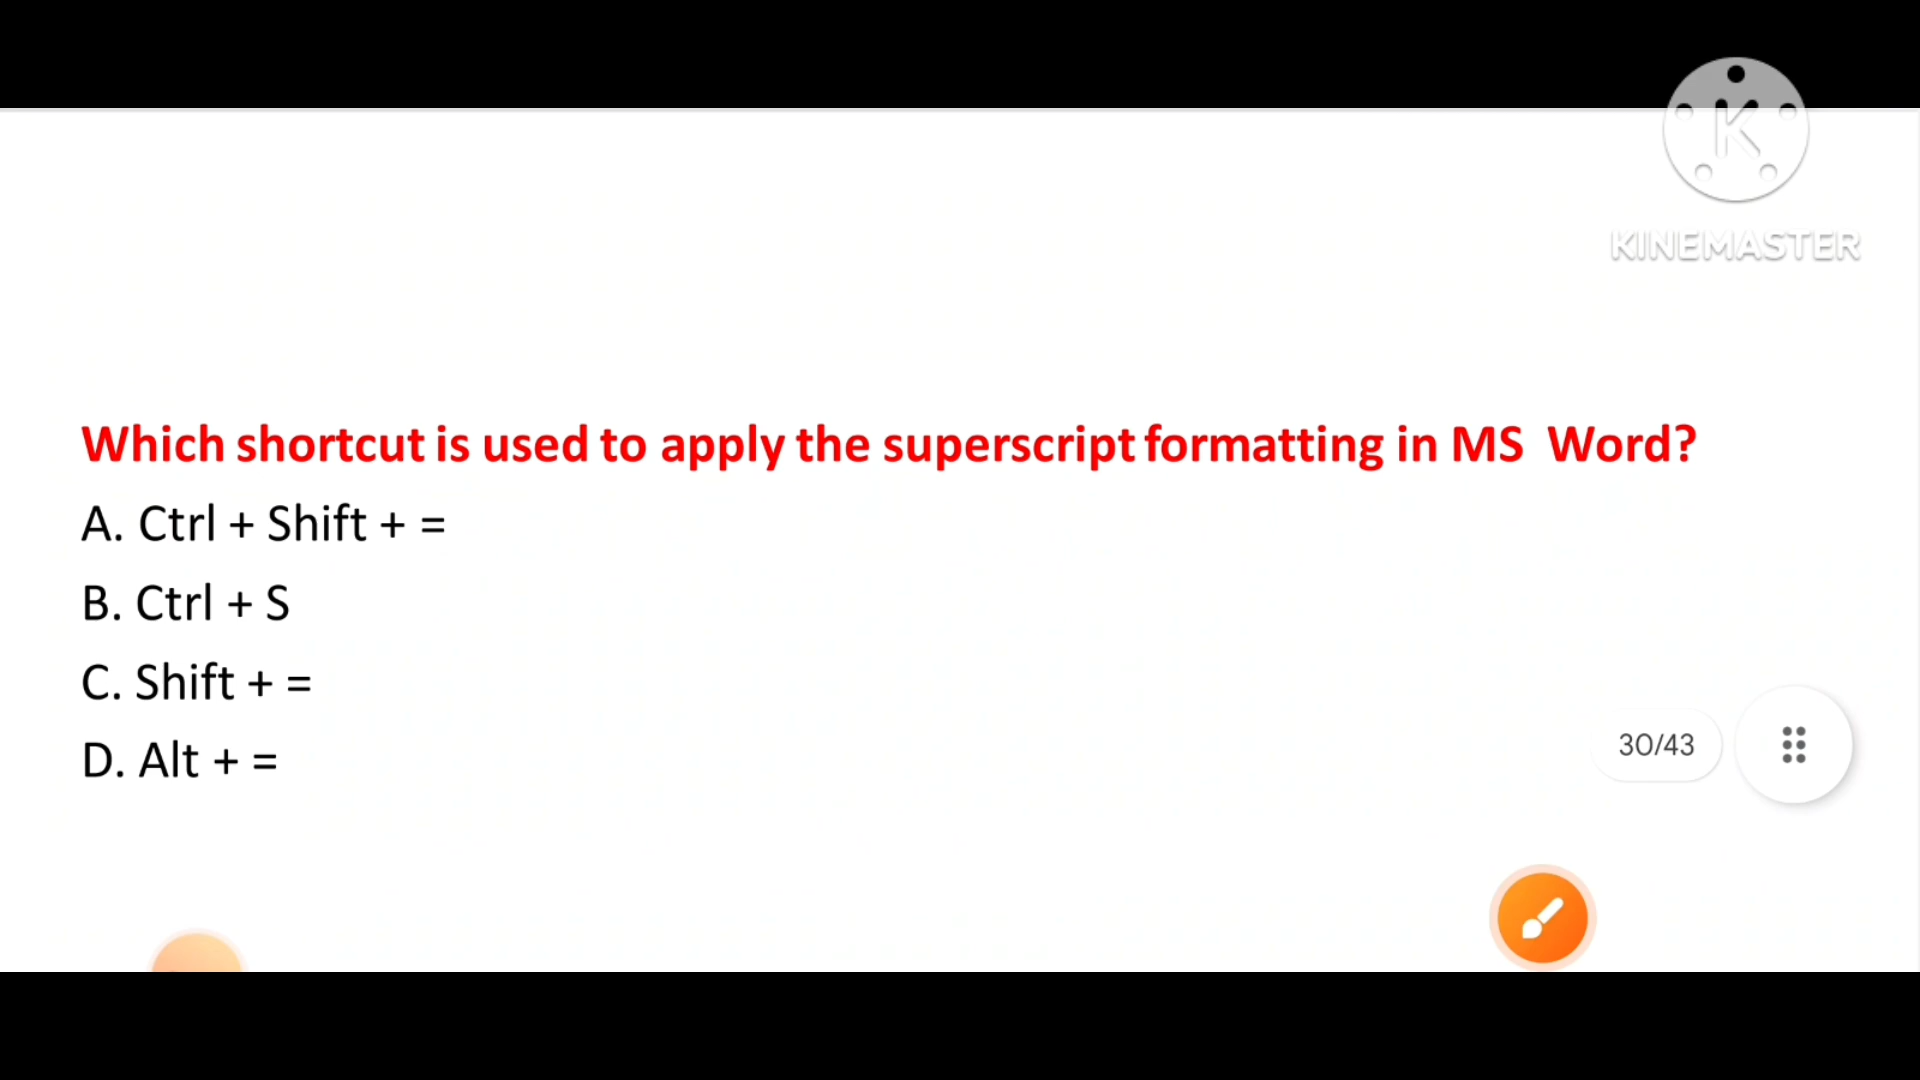 K
KINEMASTER
Which shortcut is used to apply the superscript formatting in MS Word?
A. Ctrl + Shift + =
B. Ctrl + S
C. Shift + =
D. Alt + =
30/43